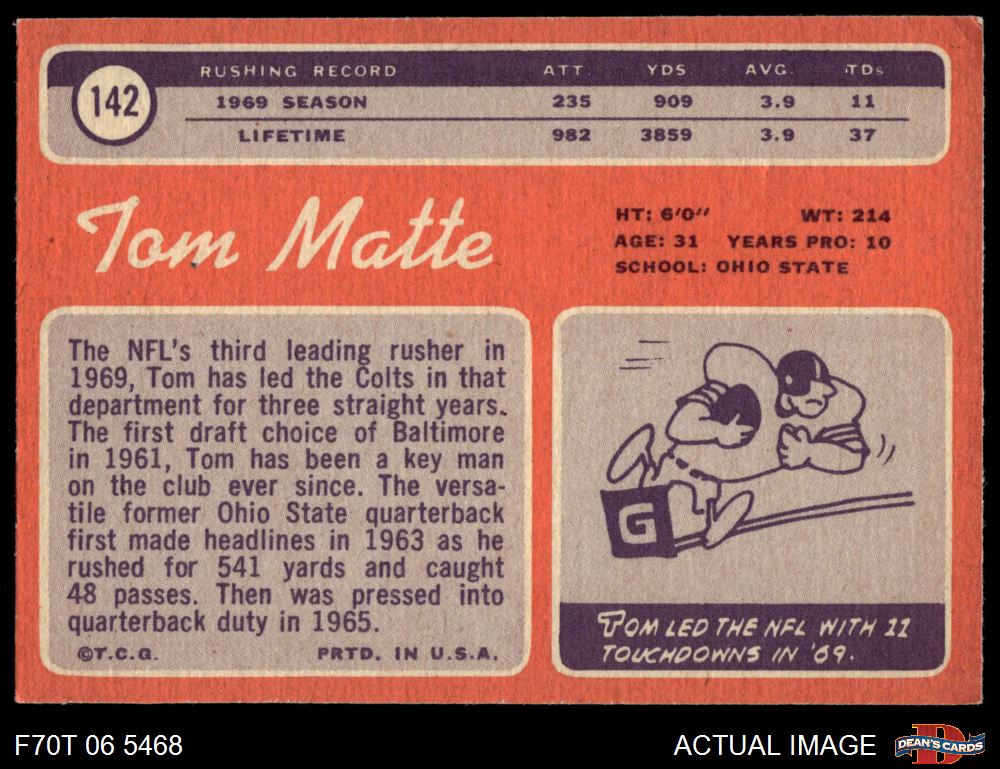 142
RUSHING RECORD ATT. YDS. AVG. TDs
1969 SEASON 235 909 3.9 11
LIFETIME 982 3859 3.9 37
Tom Matte
HT: 6'0" WT: 214
AGE: 31 YEARS PRO: 10
SCHOOL: OHIO STATE
The NFL's third leading rusher in
1969, Tom has led the Colts in that
department for three straight years.
The first draft choice of Baltimore
in 1961, Tom has been a key man
on the club ever since. The versa-
tile former Ohio State quarterback
first made headlines in 1963 as he
rushed for 541 yards and caught
48 passes. Then was pressed into
quarterback duty in 1965.
©T.C.G. PRTD. IN U.S.A.
G
TOM LED THE NFL WITH 11
TOUCHDOWNS IN '69.
F70T 06 5468
ACTUAL IMAGE
D
DEAN'S CARDS